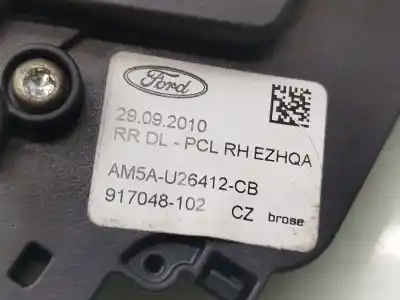 Ford
29.09.2010
RR DL - PCL RH EZHQA
AM5A-U26412-CB
917048-102 CZ brose